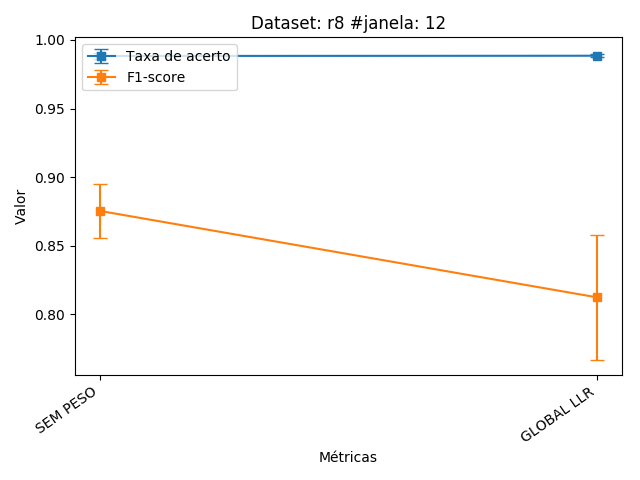 Dataset: r8 #janela: 12
Taxa de acerto
F1-score
Valor
1.00
0.95
0.90
0.85
0.80
SEM PESO
GLOBAL LLR
Métricas